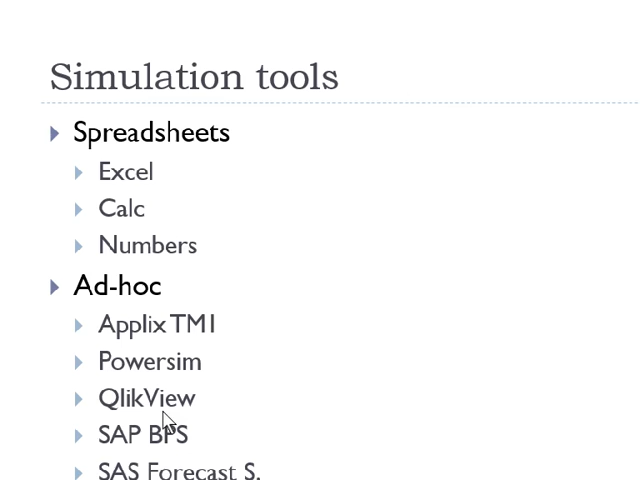 Simulation tools
Spreadsheets
Excel
Calc
Numbers
Ad-hoc
Applix TM1
Powersim
QlikView
SAP BPS
SAS Forecast S.